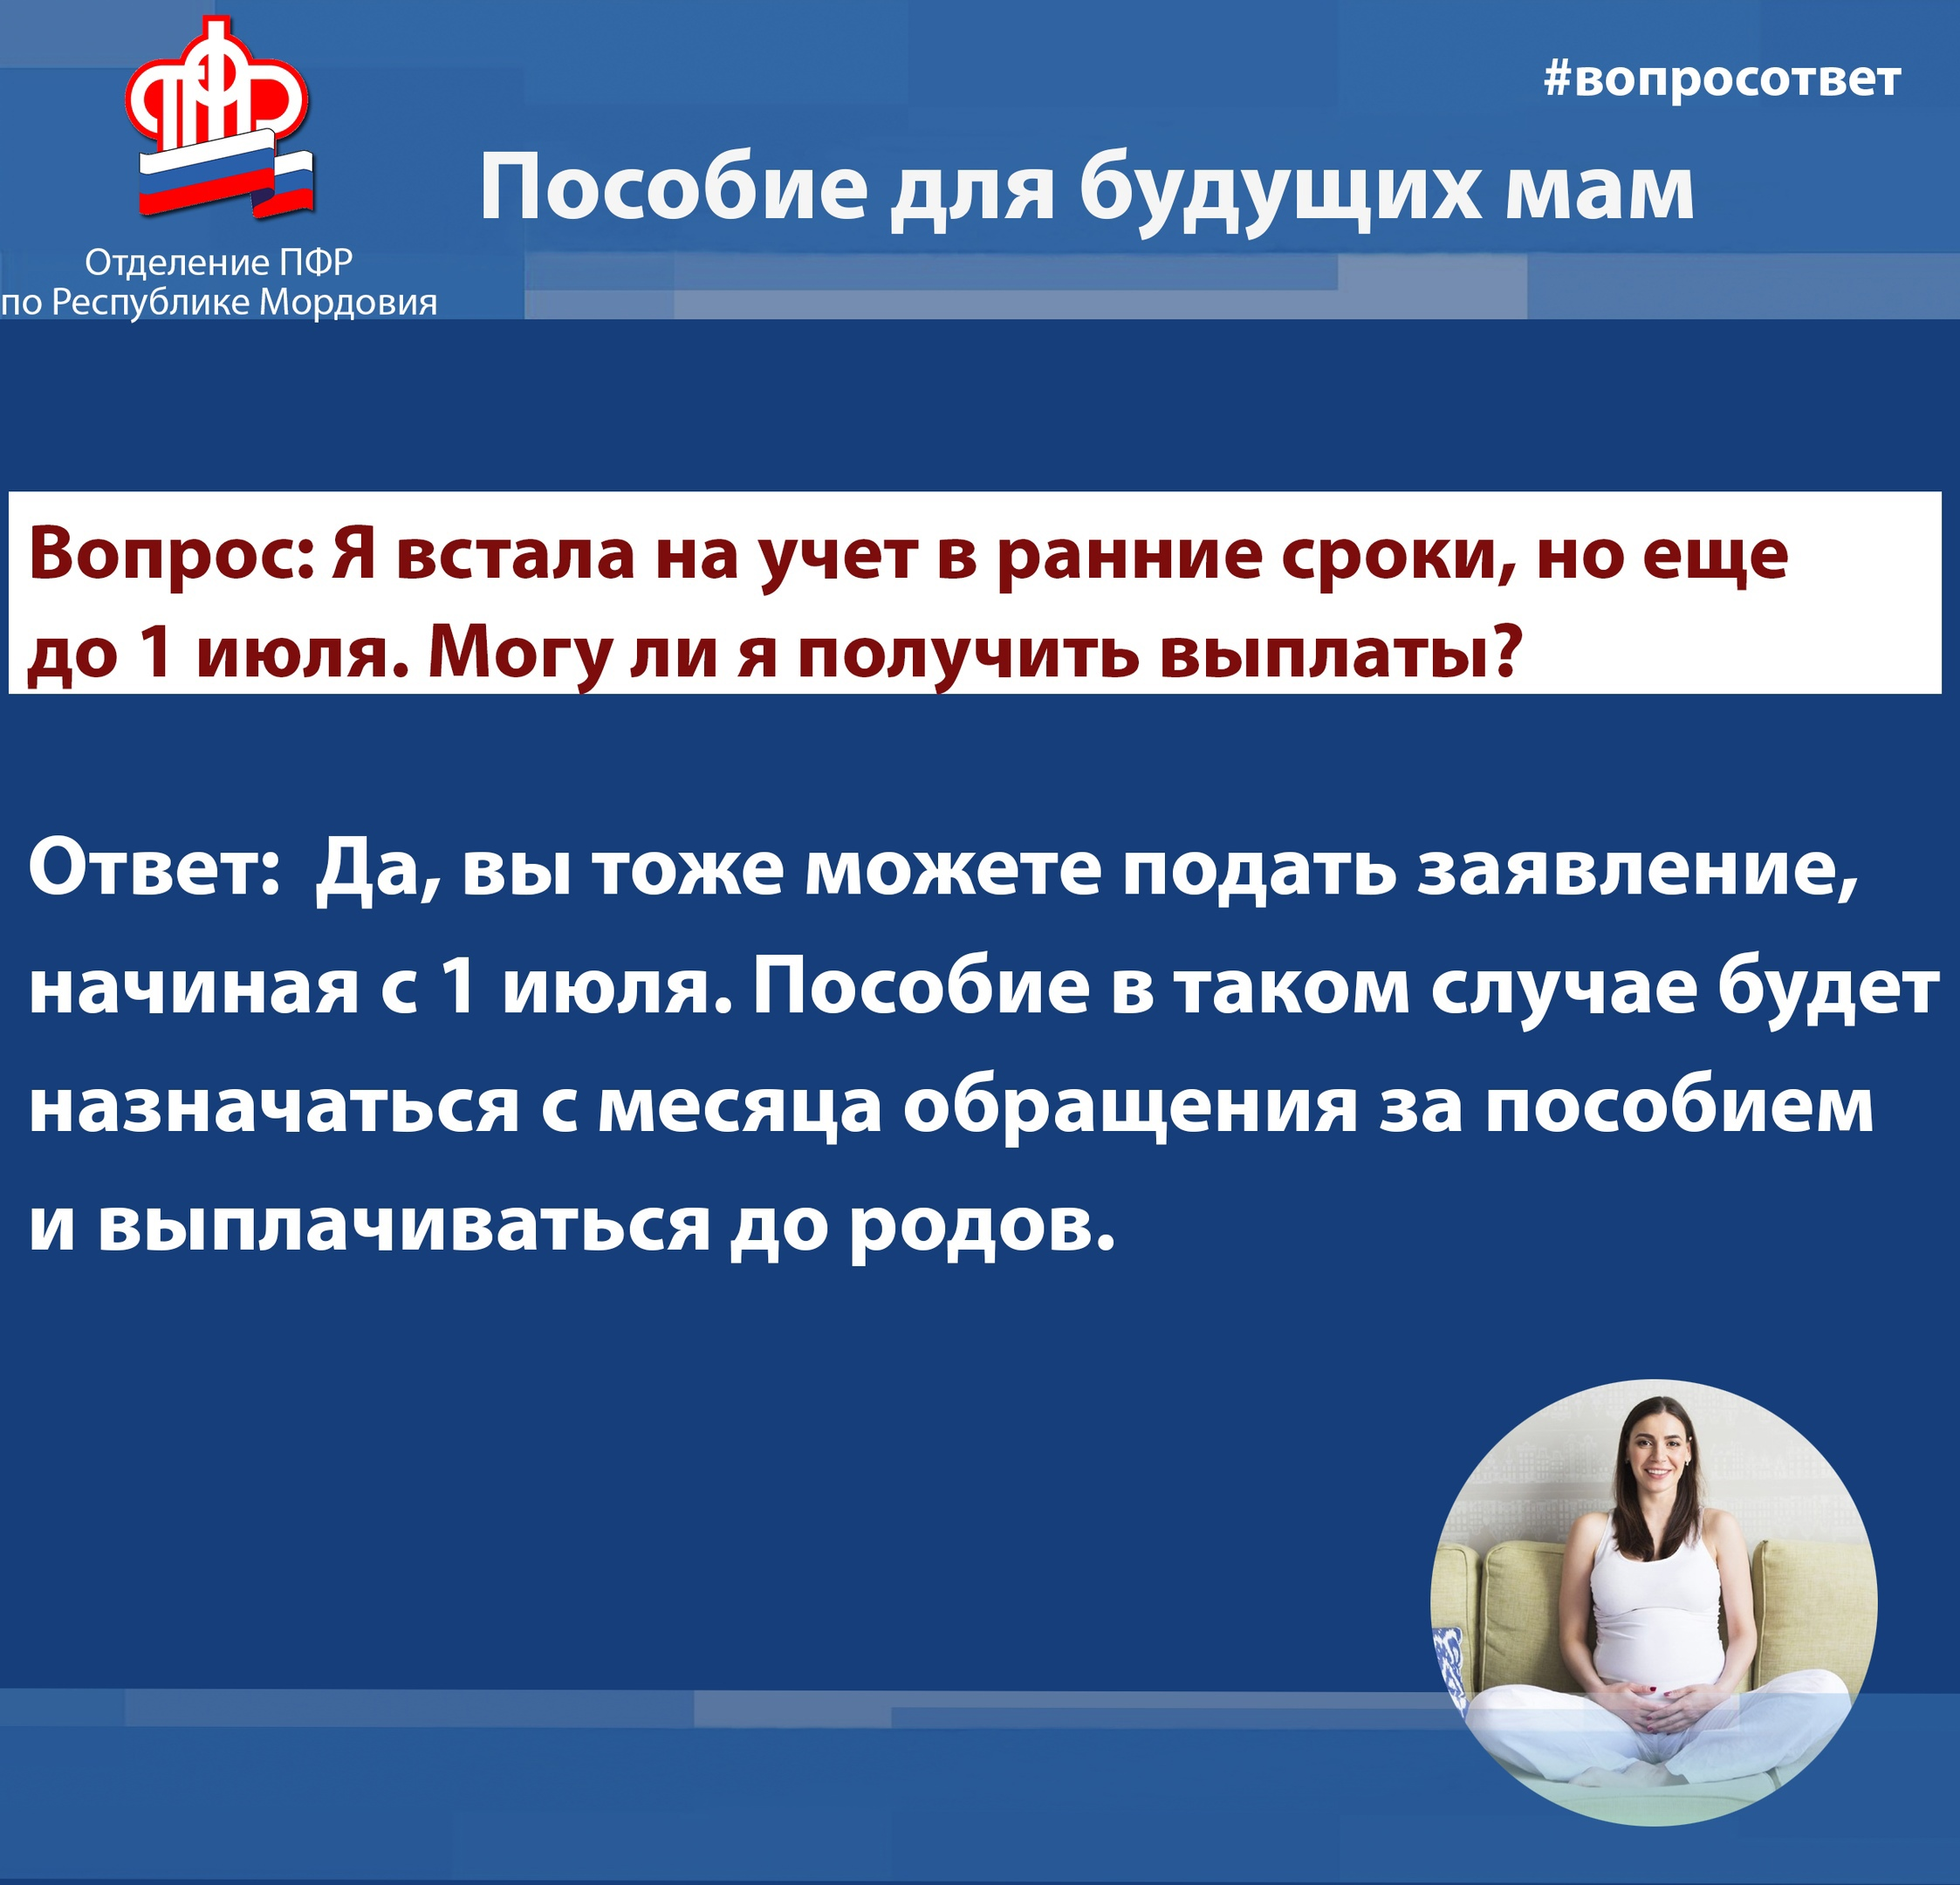 #вопросответ
Пособие для будущих мам
Отделение ПФР
по Республике Мордовия
Вопрос: Я встала на учет в ранние сроки, но еще
до 1 июля. Могу ли я получить выплаты?
Ответ: Да, вы тоже можете подать заявление,
начиная с 1 июля. Пособие в таком случае будет
назначаться с месяца обращения за пособием
и выплачиваться до родов.